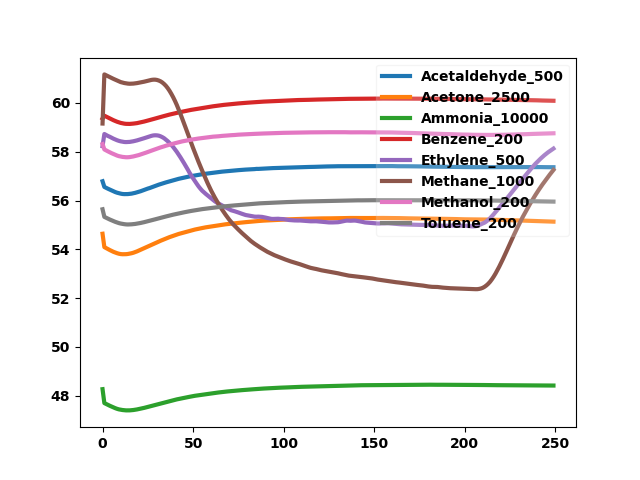 60
58
56
54
52
50
48
0 50 100 150 200 250
Acetaldehyde_500
Acetone_2500
Ammonia_10000
Benzene_200
Ethylene_500
Methane_1000
Methanol_200
Toluene_200